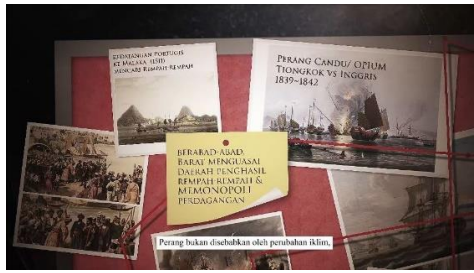 KEDATANGAN PORTUGIS
KE MALAKA (1511)
MENCARI REMPAH-REMPAH
PERANG CANDU/ OPIUM
TIONGKOK VS INGGRIS
1839~1842
BERABAD-ABAD,
BARAT MENGUASAI
DAERAH PENGHASIL
REMPAH-REMPAH &
MEMONOPOLI
PERDAGANGAN
Perang bukan disebabkan oleh perubahan iklim,